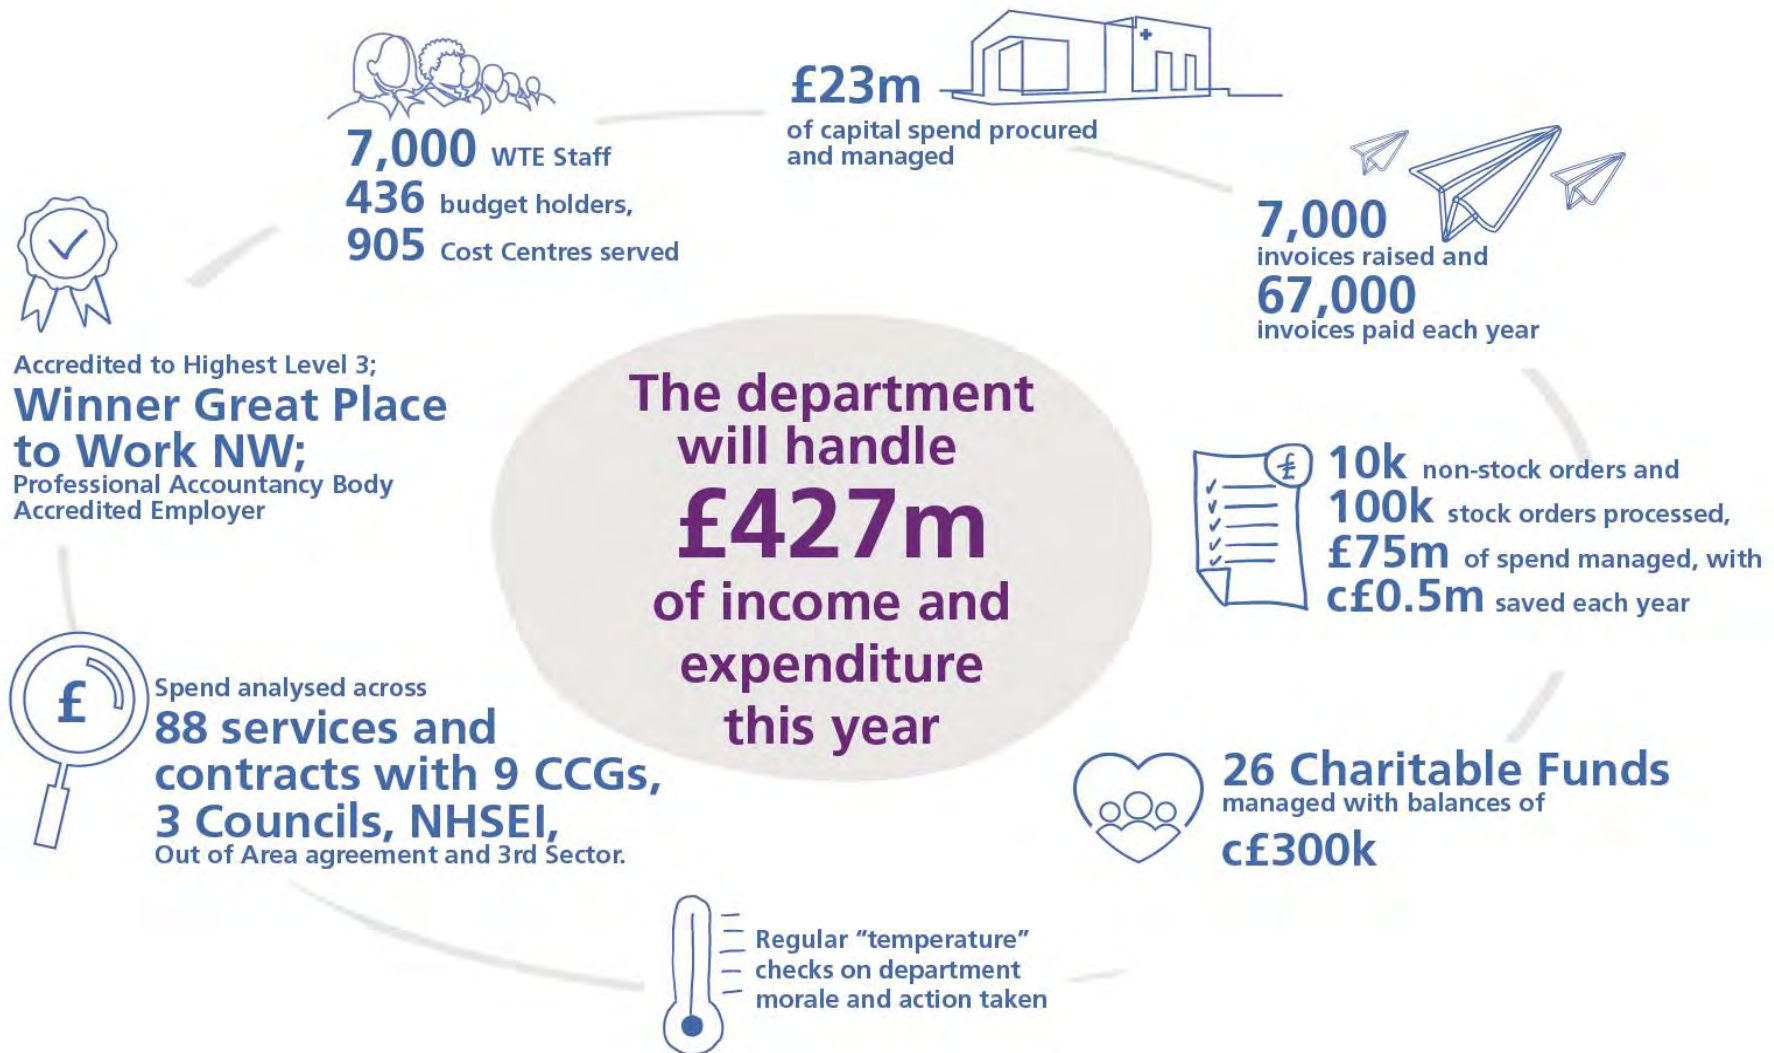 7,000 WTE Staff
436 budget holders,
905 Cost Centres served
£23m
of capital spend procured
and managed
7,000
invoices raised and
67,000
invoices paid each year
£
10k non-stock orders and
100k stock orders processed,
£75m of spend managed, with
c£0.5m saved each year
26 Charitable Funds
managed with balances of
c£300k
Regular “temperature”
checks on department
morale and action taken
£
Spend analysed across
88 services and
contracts with 9 CCGs,
3 Councils, NHSEI,
Out of Area agreement and 3rd Sector.
Accredited to Highest Level 3;
Winner Great Place
to Work NW;
Professional Accountancy Body
Accredited Employer
The department
will handle
£427m
of income and
expenditure
this year